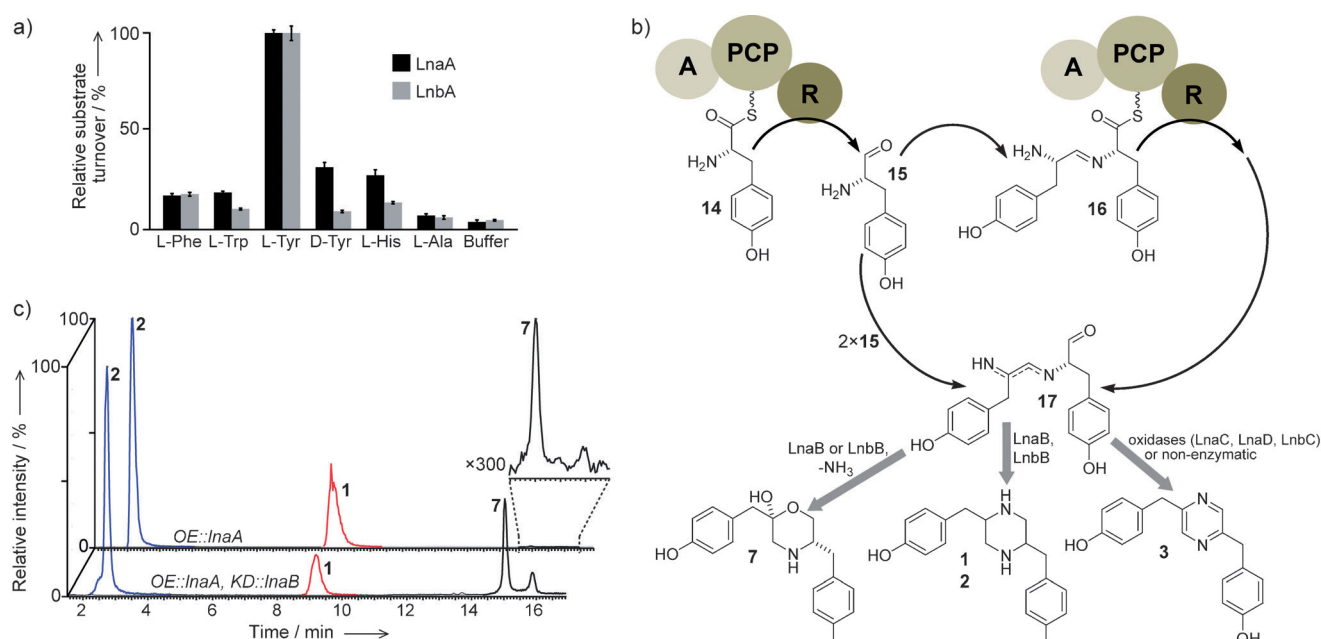 a)
Relative substrate
turnover / %
100
50
0
LnaA
LnbA
L-Phe L-Trp L-Tyr D-Tyr L-His L-Ala Buffer
b)
A PCP R
S
O
H₂N
14
OH
O
H₂N
15
OH
A PCP R
S
O
H₂N
N
16
HO
OH
2×15
HN
N
O
17
HO
OH
LnaB or LnbB,
-NH₃
LnaB,
LnbB
oxidases (LnaC, LnaD, LnbC)
or non-enzymatic
HO
O
N
H
HO
7
H
N
N
H
HO
1
2
N
N
HO
3
OH
c)
Relative intensity / %
100
100
0
0
2
2
1
1
7
7
×300
OE::lnaA
OE::lnaA, KD::lnaB
2 4 6 8 10 12 14 16
Time / min